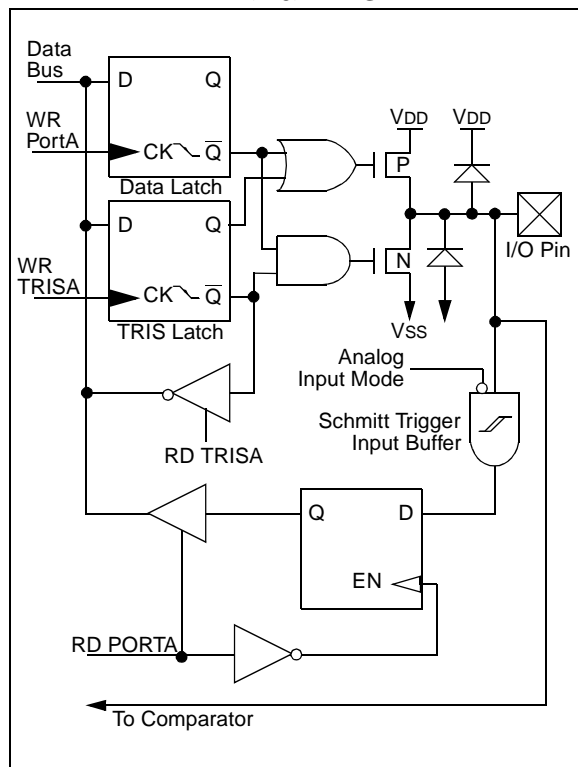 Data
Bus
D
Q
VDD
VDD
WR
PortA
CK
Q
P
Data Latch
D
Q
I/O Pin
WR
TRISA
N
CK
Q
VSS
TRIS Latch
Analog
Input Mode
Schmitt Trigger
Input Buffer
RD TRISA
Q
D
EN
RD PORTA
To Comparator